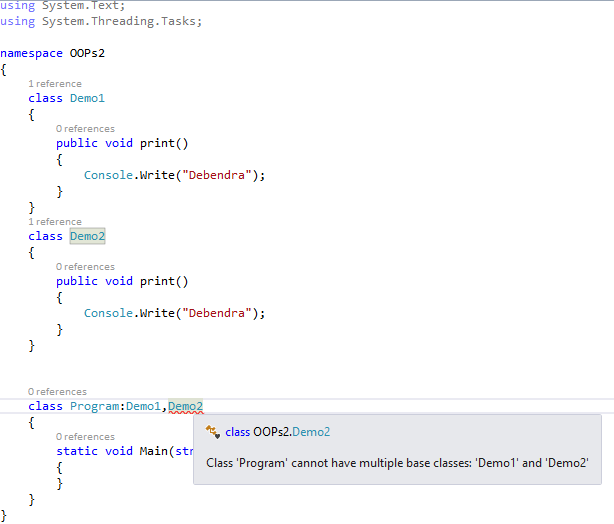 using System.Text;
using System.Threading.Tasks;
namespace OOPs2
{
1 reference
class Demo1
{
0 references
public void print()
{
Console.Write("Debendra");
}
}
1 reference
class Demo2
{
0 references
public void print()
{
Console.Write("Debendra");
}
}
0 references
class Program:Demo1,Demo2
{
0 references
static void Main(str
{
}
}
}
class OOPs2.Demo2
Class 'Program' cannot have multiple base classes: 'Demo1' and 'Demo2'